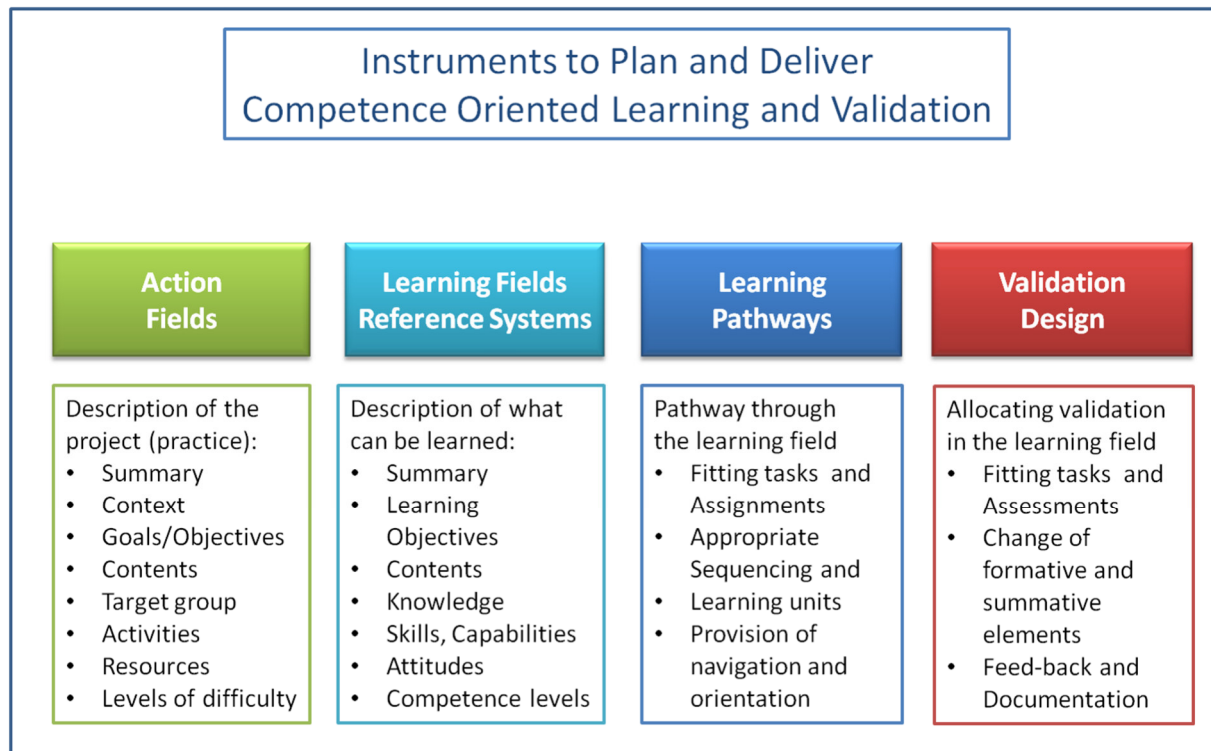 Instruments to Plan and Deliver
Competence Oriented Learning and Validation
Action
Fields
Description of the
project (practice):
• Summary
• Context
• Goals/Objectives
• Contents
• Target group
• Activities
• Resources
• Levels of difficulty
Learning Fields
Reference Systems
Description of what
can be learned:
• Summary
• Learning
Objectives
• Contents
• Knowledge
• Skills, Capabilities
• Attitudes
• Competence levels
Learning
Pathways
Pathway through
the learning field
• Fitting tasks and
Assignments
• Appropriate
Sequencing and
• Learning units
• Provision of
navigation and
orientation
Validation
Design
Allocating validation
in the learning field
• Fitting tasks and
Assessments
• Change of
formative and
summative
elements
• Feed-back and
Documentation